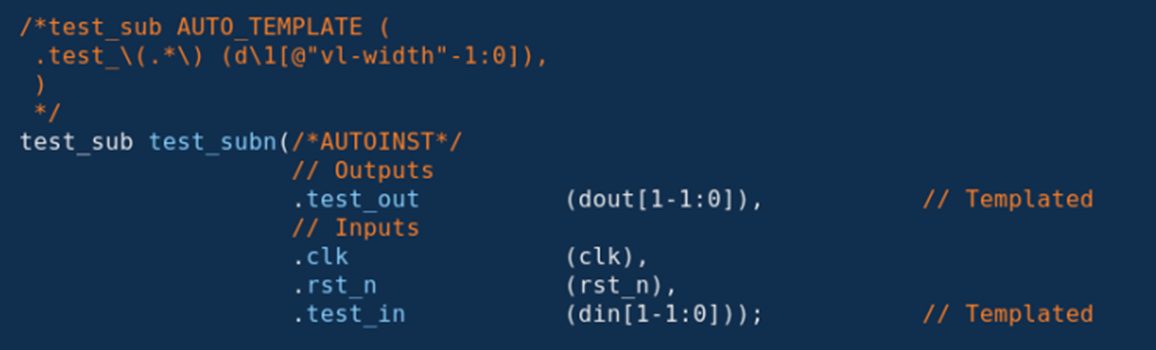 /*test_sub AUTO_TEMPLATE (
 .test_\(.*\) (d\1[@"vl-width"-1:0]),
 )
 */
test_sub test_subn(/*AUTOINST*/
                   // Outputs
                   .test_out          (dout[1-1:0]),           // Templated
                   // Inputs
                   .clk               (clk),
                   .rst_n             (rst_n),
                   .test_in           (din[1-1:0]));           // Templated